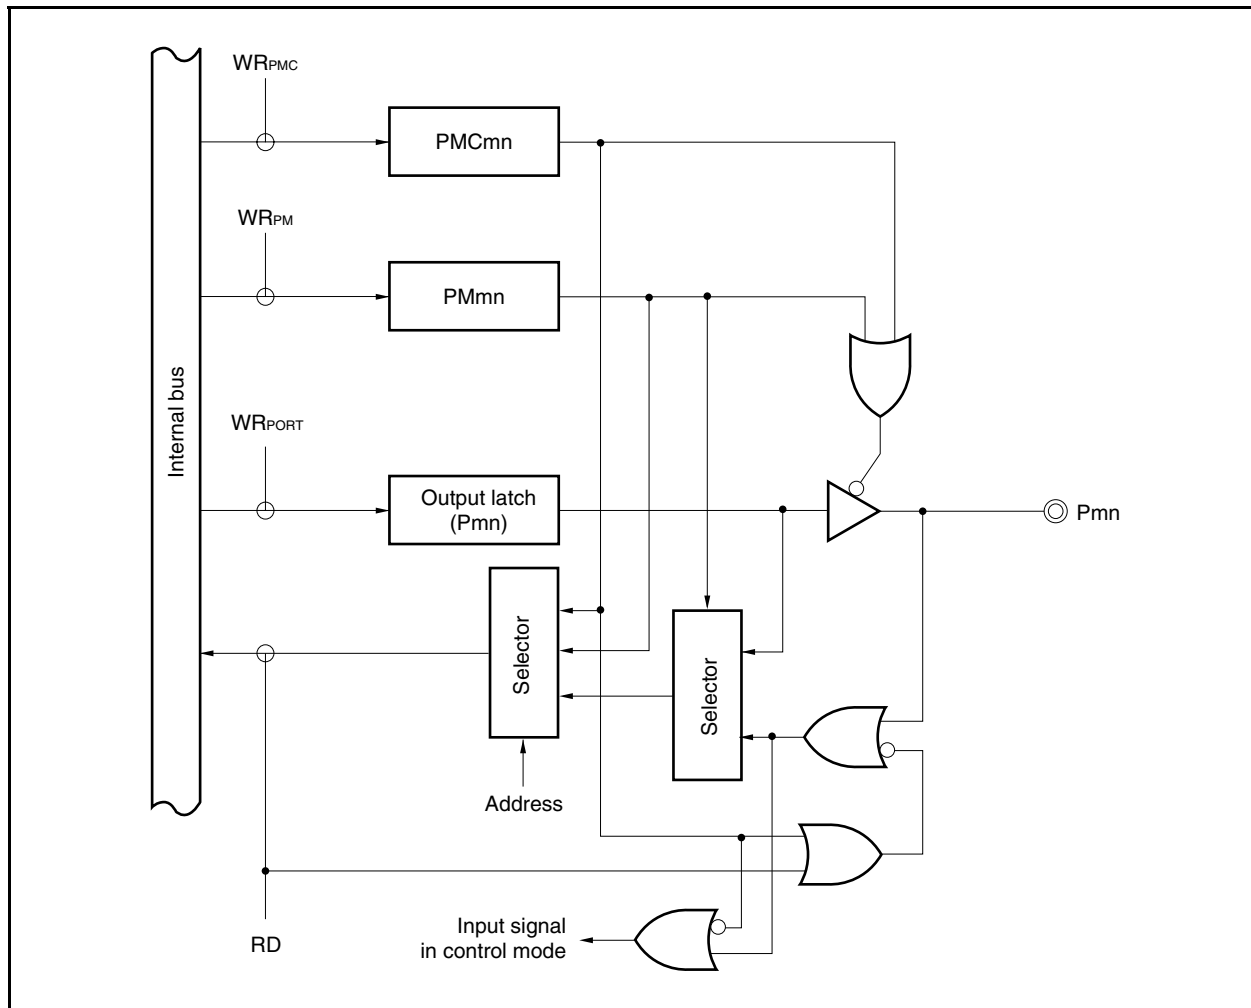 WRPMC
PMCmn
WRPM
PMmn
Internal bus
WRPORT
Output latch
(Pmn)
Pmn
Selector
Selector
Address
RD
Input signal
in control mode